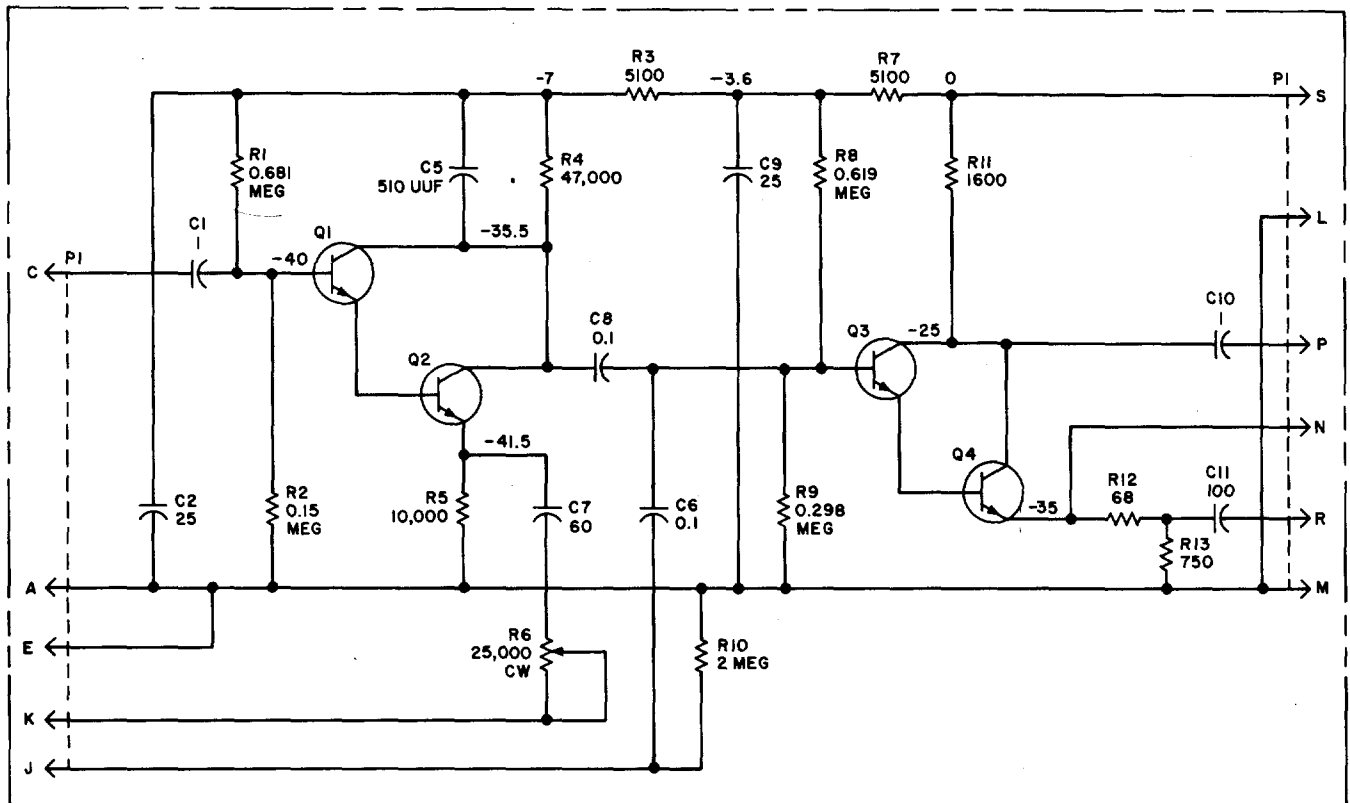 R3
5100
R7
5100
-7
-3.6
0
P1
S
R1
0.681
MEG
C5
510 UUF
R4
47,000
C9
25
R8
0.619
MEG
R11
1600
L
C1
1
Q1
-35.5
-40
C
P1
C8
0.1
Q3
-25
C10
1
P
Q2
-41.5
Q4
N
C2
25
R2
0.15
MEG
R5
10,000
C7
60
C6
0.1
R9
0.298
MEG
-35
R12
68
C11
100
R
R13
750
A
M
E
R6
25,000
CW
R10
2 MEG
K
J